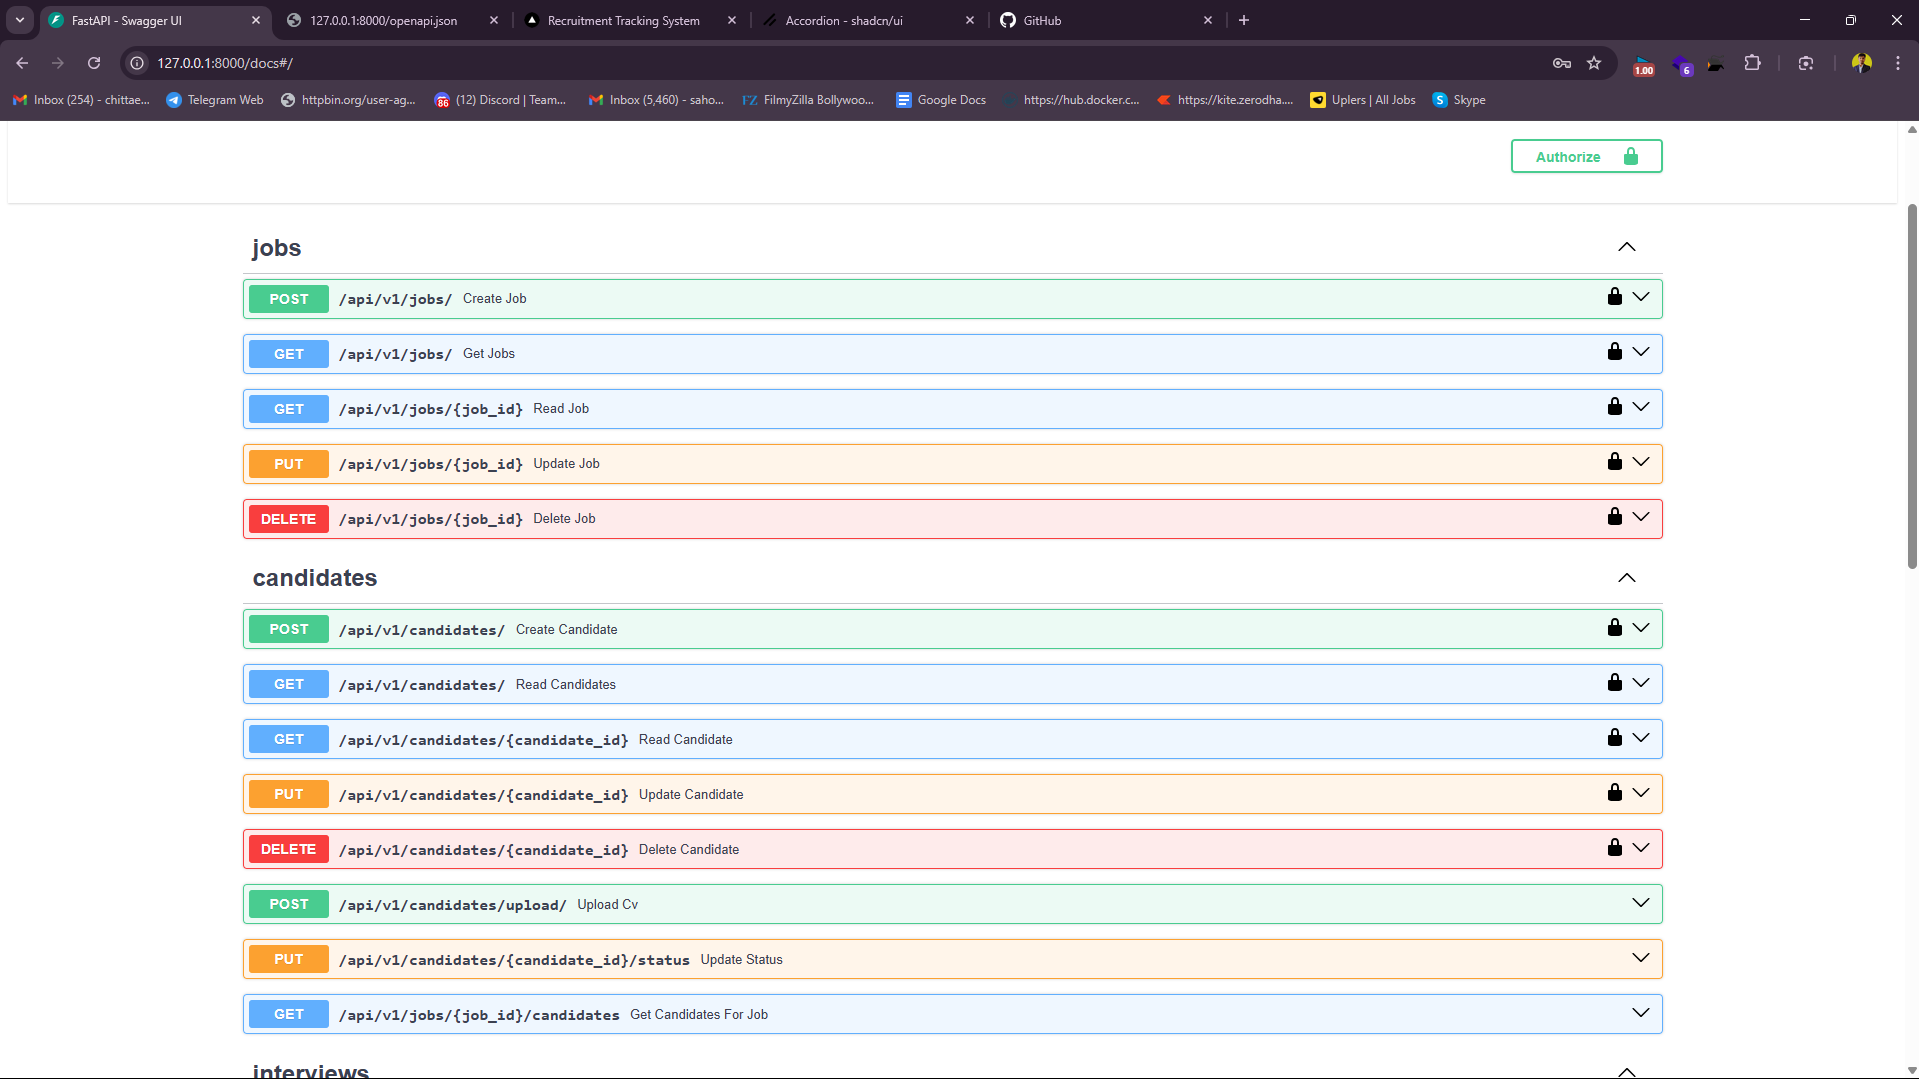 FastAPI - Swagger UI
127.0.0.1:8000/openapi.json
Recruitment Tracking System
Accordion - shadcn/ui
GitHub
127.0.0.1:8000/docs#/
1.00
6
Inbox (254) - chittae...
Telegram Web
httpbin.org/user-ag...
86
(12) Discord | Team...
Inbox (5,460) - saho...
FZ
FilmyZilla Bollywoo...
Google Docs
https://hub.docker.c...
https://kite.zerodha....
Uplers | All Jobs
S
Skype
Authorize
jobs
POST /api/v1/jobs/ Create Job
GET /api/v1/jobs/ Get Jobs
GET /api/v1/jobs/{job_id} Read Job
PUT /api/v1/jobs/{job_id} Update Job
DELETE /api/v1/jobs/{job_id} Delete Job
candidates
POST /api/v1/candidates/ Create Candidate
GET /api/v1/candidates/ Read Candidates
GET /api/v1/candidates/{candidate_id} Read Candidate
PUT /api/v1/candidates/{candidate_id} Update Candidate
DELETE /api/v1/candidates/{candidate_id} Delete Candidate
POST /api/v1/candidates/upload/ Upload Cv
PUT /api/v1/candidates/{candidate_id}/status Update Status
GET /api/v1/jobs/{job_id}/candidates Get Candidates For Job
interviews